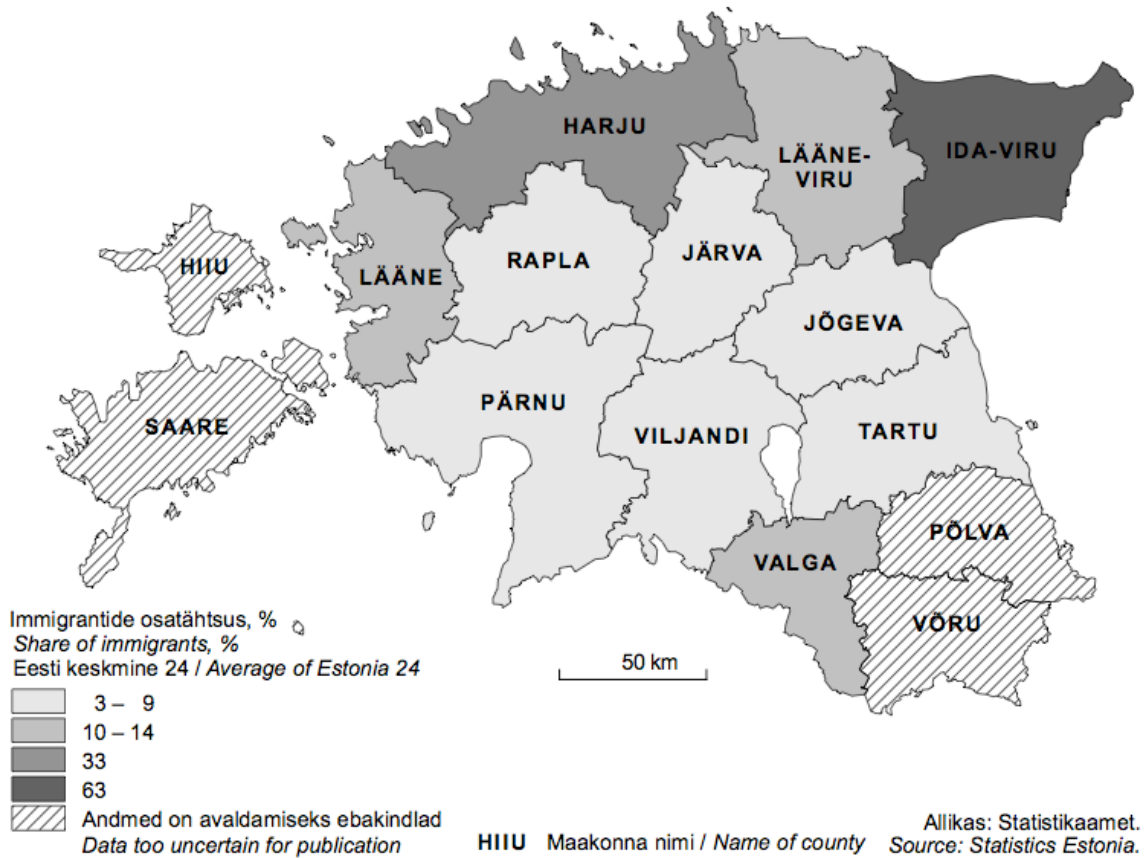 HARJU
LÄÄNE-
VIRU
IDA-VIRU
HIIU
LÄÄNE
RAPLA
JÄRVA
JÕGEVA
SAARE
PÄRNU
VILJANDI
TARTU
VALGA
PÕLVA
VÕRU
50 km
Immigrantide osatähtsus, %
Share of immigrants, %
Eesti keskmine 24 / Average of Estonia 24
3 – 9
10 – 14
33
63
Andmed on avaldamiseks ebakindlad
Data too uncertain for publication
HIIU Maakonna nimi / Name of county
Allikas: Statistikaamet.
Source: Statistics Estonia.